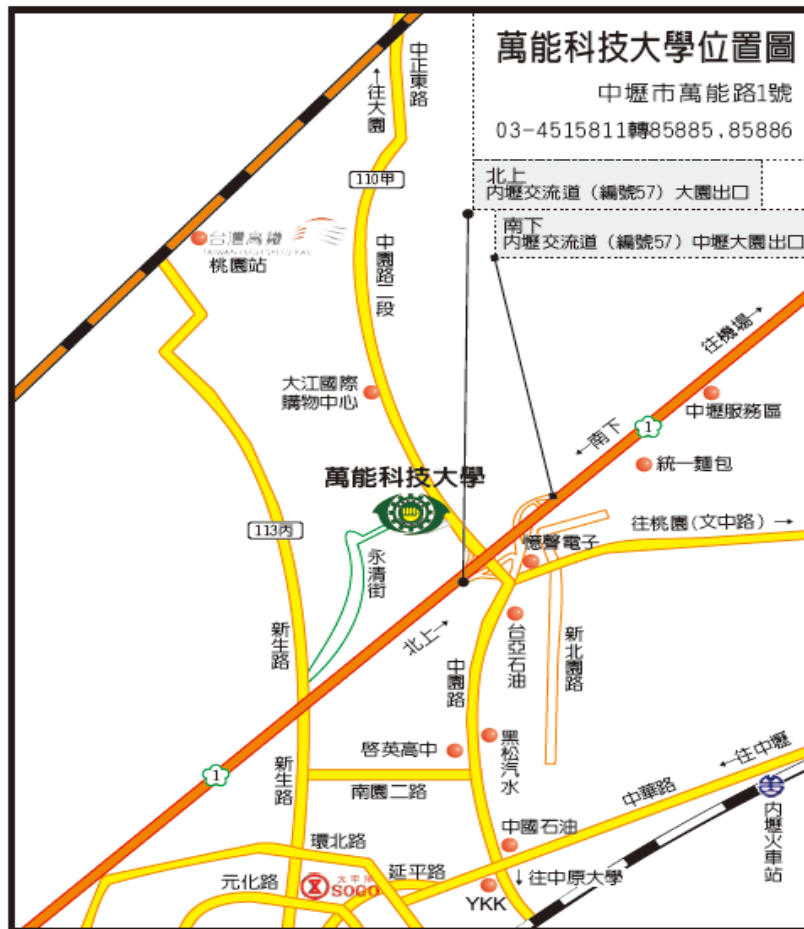 萬能科技大學位置圖
中壢市萬能路1號
03-4515811轉85885.85886
北上
內壢交流道（編號57）大園出口
南下
內壢交流道（編號57）中壢大園出口
中正東路
←往大園
110甲
台灣高鐵
桃園站
中園路二段
往機場→
大江國際
購物中心
中壢服務區
←南下
1
統一麵包
萬能科技大學
113丙
往桃園(文中路)→
憶聲電子
永清街
新生路
北上→
台亞石油
新北園路
中園路
黑松汽水
啓英高中
1
新生路
南園二路
←往中壢
中華路
內壢火車站
中國石油
環北路
延平路
↓往中原大學
元化路
太平洋
SOGO
YKK